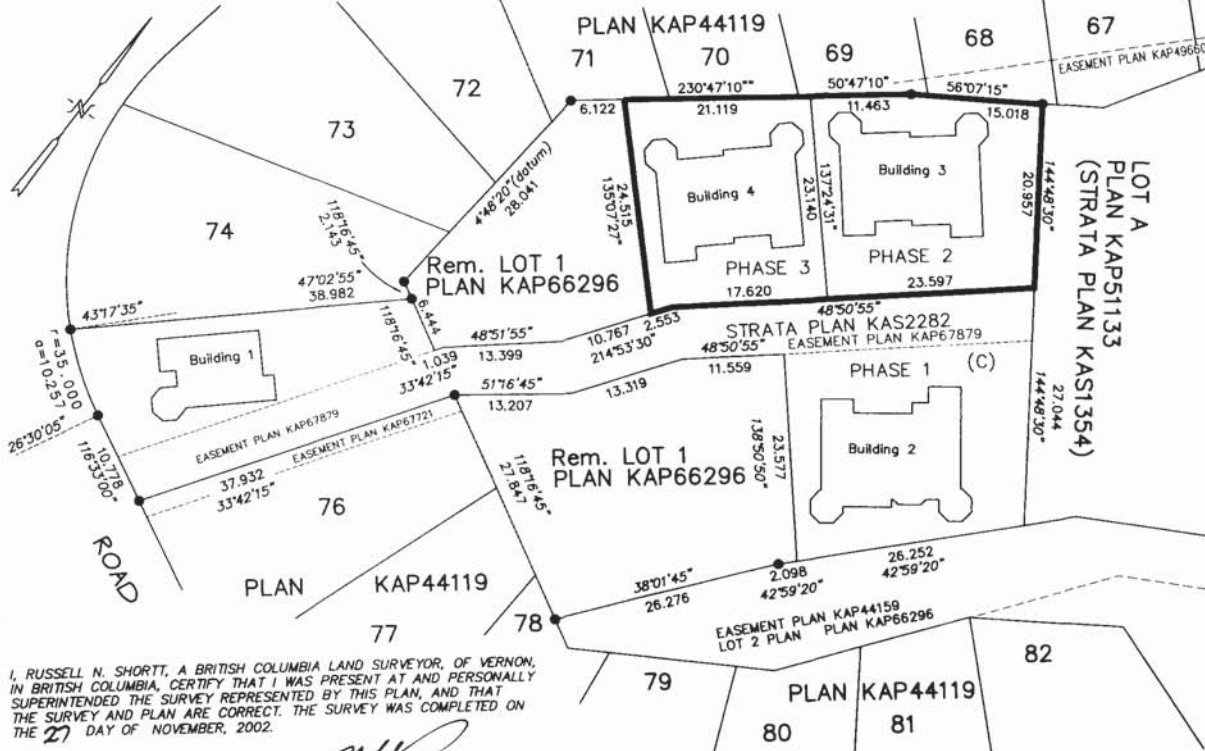 PLAN KAP44119
71
70
69
68
67
EASEMENT PLAN KAP49660
72
73
74
N
6.122
230°47'10""
21.119
50°47'10"
11.463
56°07'15"
15.018
4°48'20"(datum)
28.041
118°16'45"
2.143
24.515
135°07'27"
Building 4
23.140
137°24'31"
Building 3
144°48'30"
20.957
LOT A
PLAN KAP51133
(STRATA PLAN KAS1354)
Rem. LOT 1
PLAN KAP66296
PHASE 3
PHASE 2
17.620
23.597
48°50'55"
47°02'55"
38.982
43°17'35"
r=35.000
a=10.257
Building 1
6.444
118°16'45"
1.039
33°42'15"
48°51'55"
13.399
10.767
214°53'30"
2.553
STRATA PLAN KAS2282
EASEMENT PLAN KAP67879
48°50'55"
11.559
PHASE 1
(C)
27.044
144°48'30"
51°16'45"
13.207
13.319
26°30'05"
10.778
116°33'00"
EASEMENT PLAN KAP67879
EASEMENT PLAN KAP67721
37.932
33°42'15"
76
Rem. LOT 1
PLAN KAP66296
118°16'45"
27.847
23.577
138°50'50"
Building 2
ROAD
PLAN KAP44119
38°01'45"
26.276
2.098
42°59'20"
26.252
42°59'20"
EASEMENT PLAN KAP44159
LOT 2 PLAN PLAN KAP66296
77
78
79
80
81
82
PLAN KAP44119
I, RUSSELL N. SHORTT, A BRITISH COLUMBIA LAND SURVEYOR, OF VERNON,
IN BRITISH COLUMBIA, CERTIFY THAT I WAS PRESENT AT AND PERSONALLY
SUPERINTENDED THE SURVEY REPRESENTED BY THIS PLAN, AND THAT
THE SURVEY AND PLAN ARE CORRECT. THE SURVEY WAS COMPLETED ON
THE 27 DAY OF NOVEMBER, 2002.